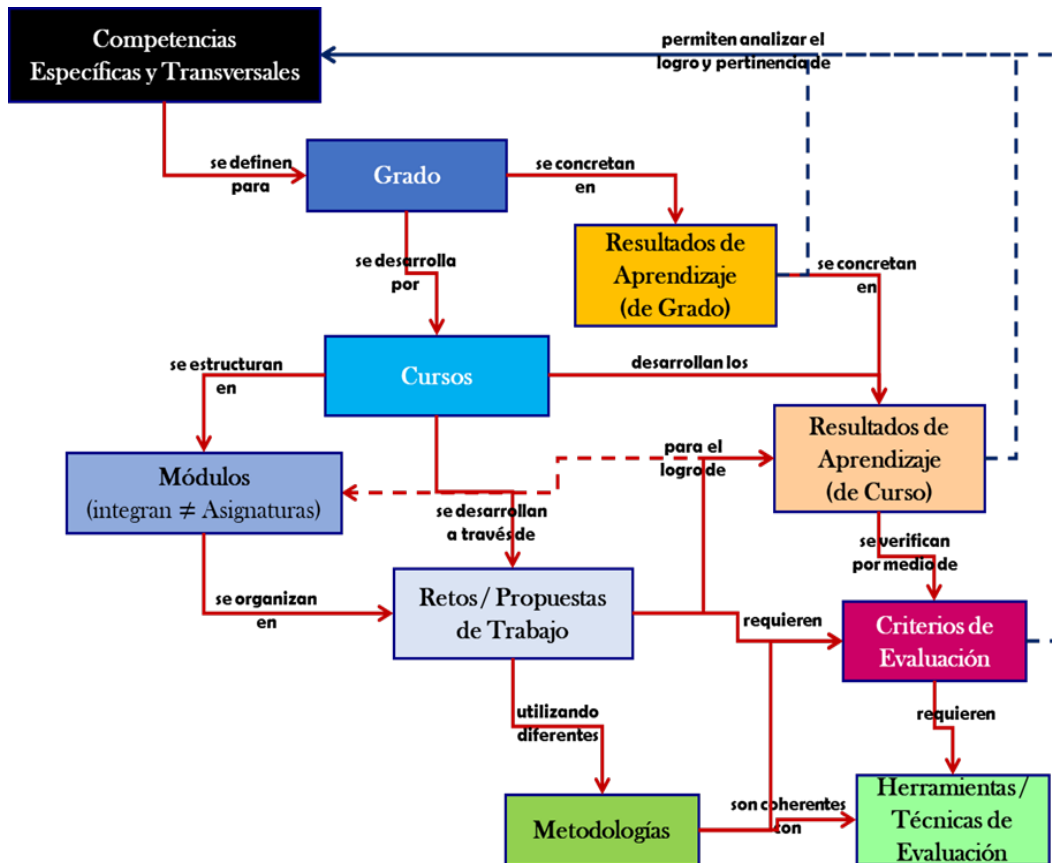 Competencias
Específicas y Transversales
permiten analizar el
logro y pertinencia de
se definen
para
Grado
se concretan
en
Resultados de
Aprendizaje
(de Grado)
se desarrolla
por
se concretan
en
se estructuran
en
Cursos
desarrollan los
Resultados de
Aprendizaje
(de Curso)
Módulos
(integran ≠ Asignaturas)
para el
logro de
se desarrollan
a través de
se verifican
por medio de
se organizan
en
Retos / Propuestas
de Trabajo
requieren
Criterios de
Evaluación
utilizando
diferentes
requieren
Metodologías
son coherentes
con
Herramientas /
Técnicas de
Evaluación